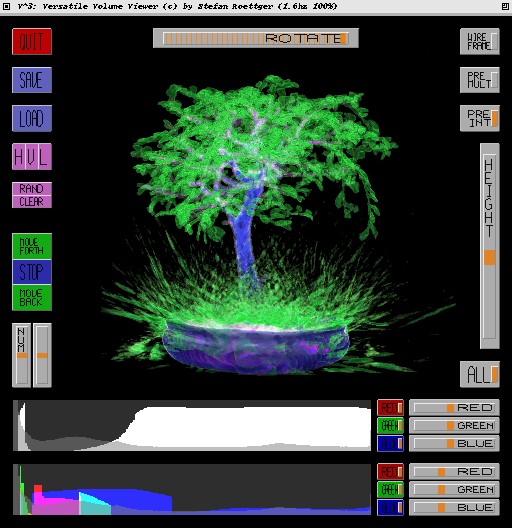 V^3: Versatile Volume Viewer (c) by Stefan Roettger (1.6hz 100%)
QUIT
ROTATE
WIRE
FRAME
SAVE
PRE
MULT
LOAD
PRE
INT
H V L
HEIGHT
RAND
CLEAR
MOVE
FORTH
STOP
MOVE
BACK
NUM
ALL
RED RED
GREEN GREEN
BLUE BLUE
RED RED
GREEN GREEN
BLUE BLUE